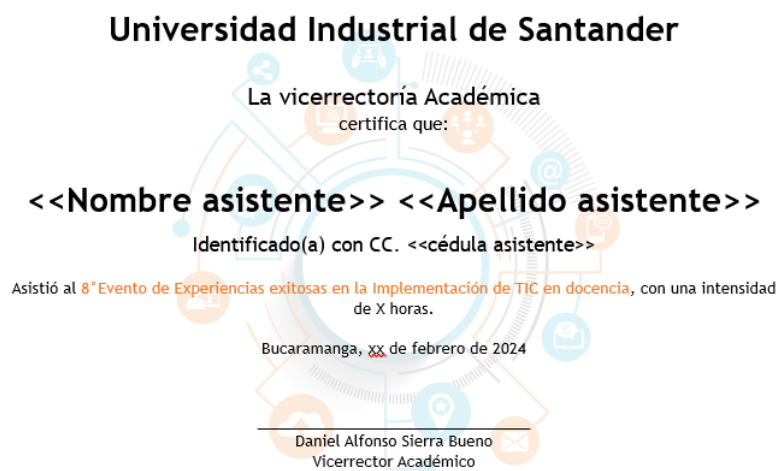 Universidad Industrial de Santander
La vicerrectoría Académica
certifica que:
<<Nombre asistente>> <<Apellido asistente>>
Identificado(a) con CC. <<cédula asistente>>
Asistió al 8°Evento de Experiencias exitosas en la Implementación de TIC en docencia, con una intensidad
de X horas.
Bucaramanga, xx de febrero de 2024
Daniel Alfonso Sierra Bueno
Vicerrector Académico